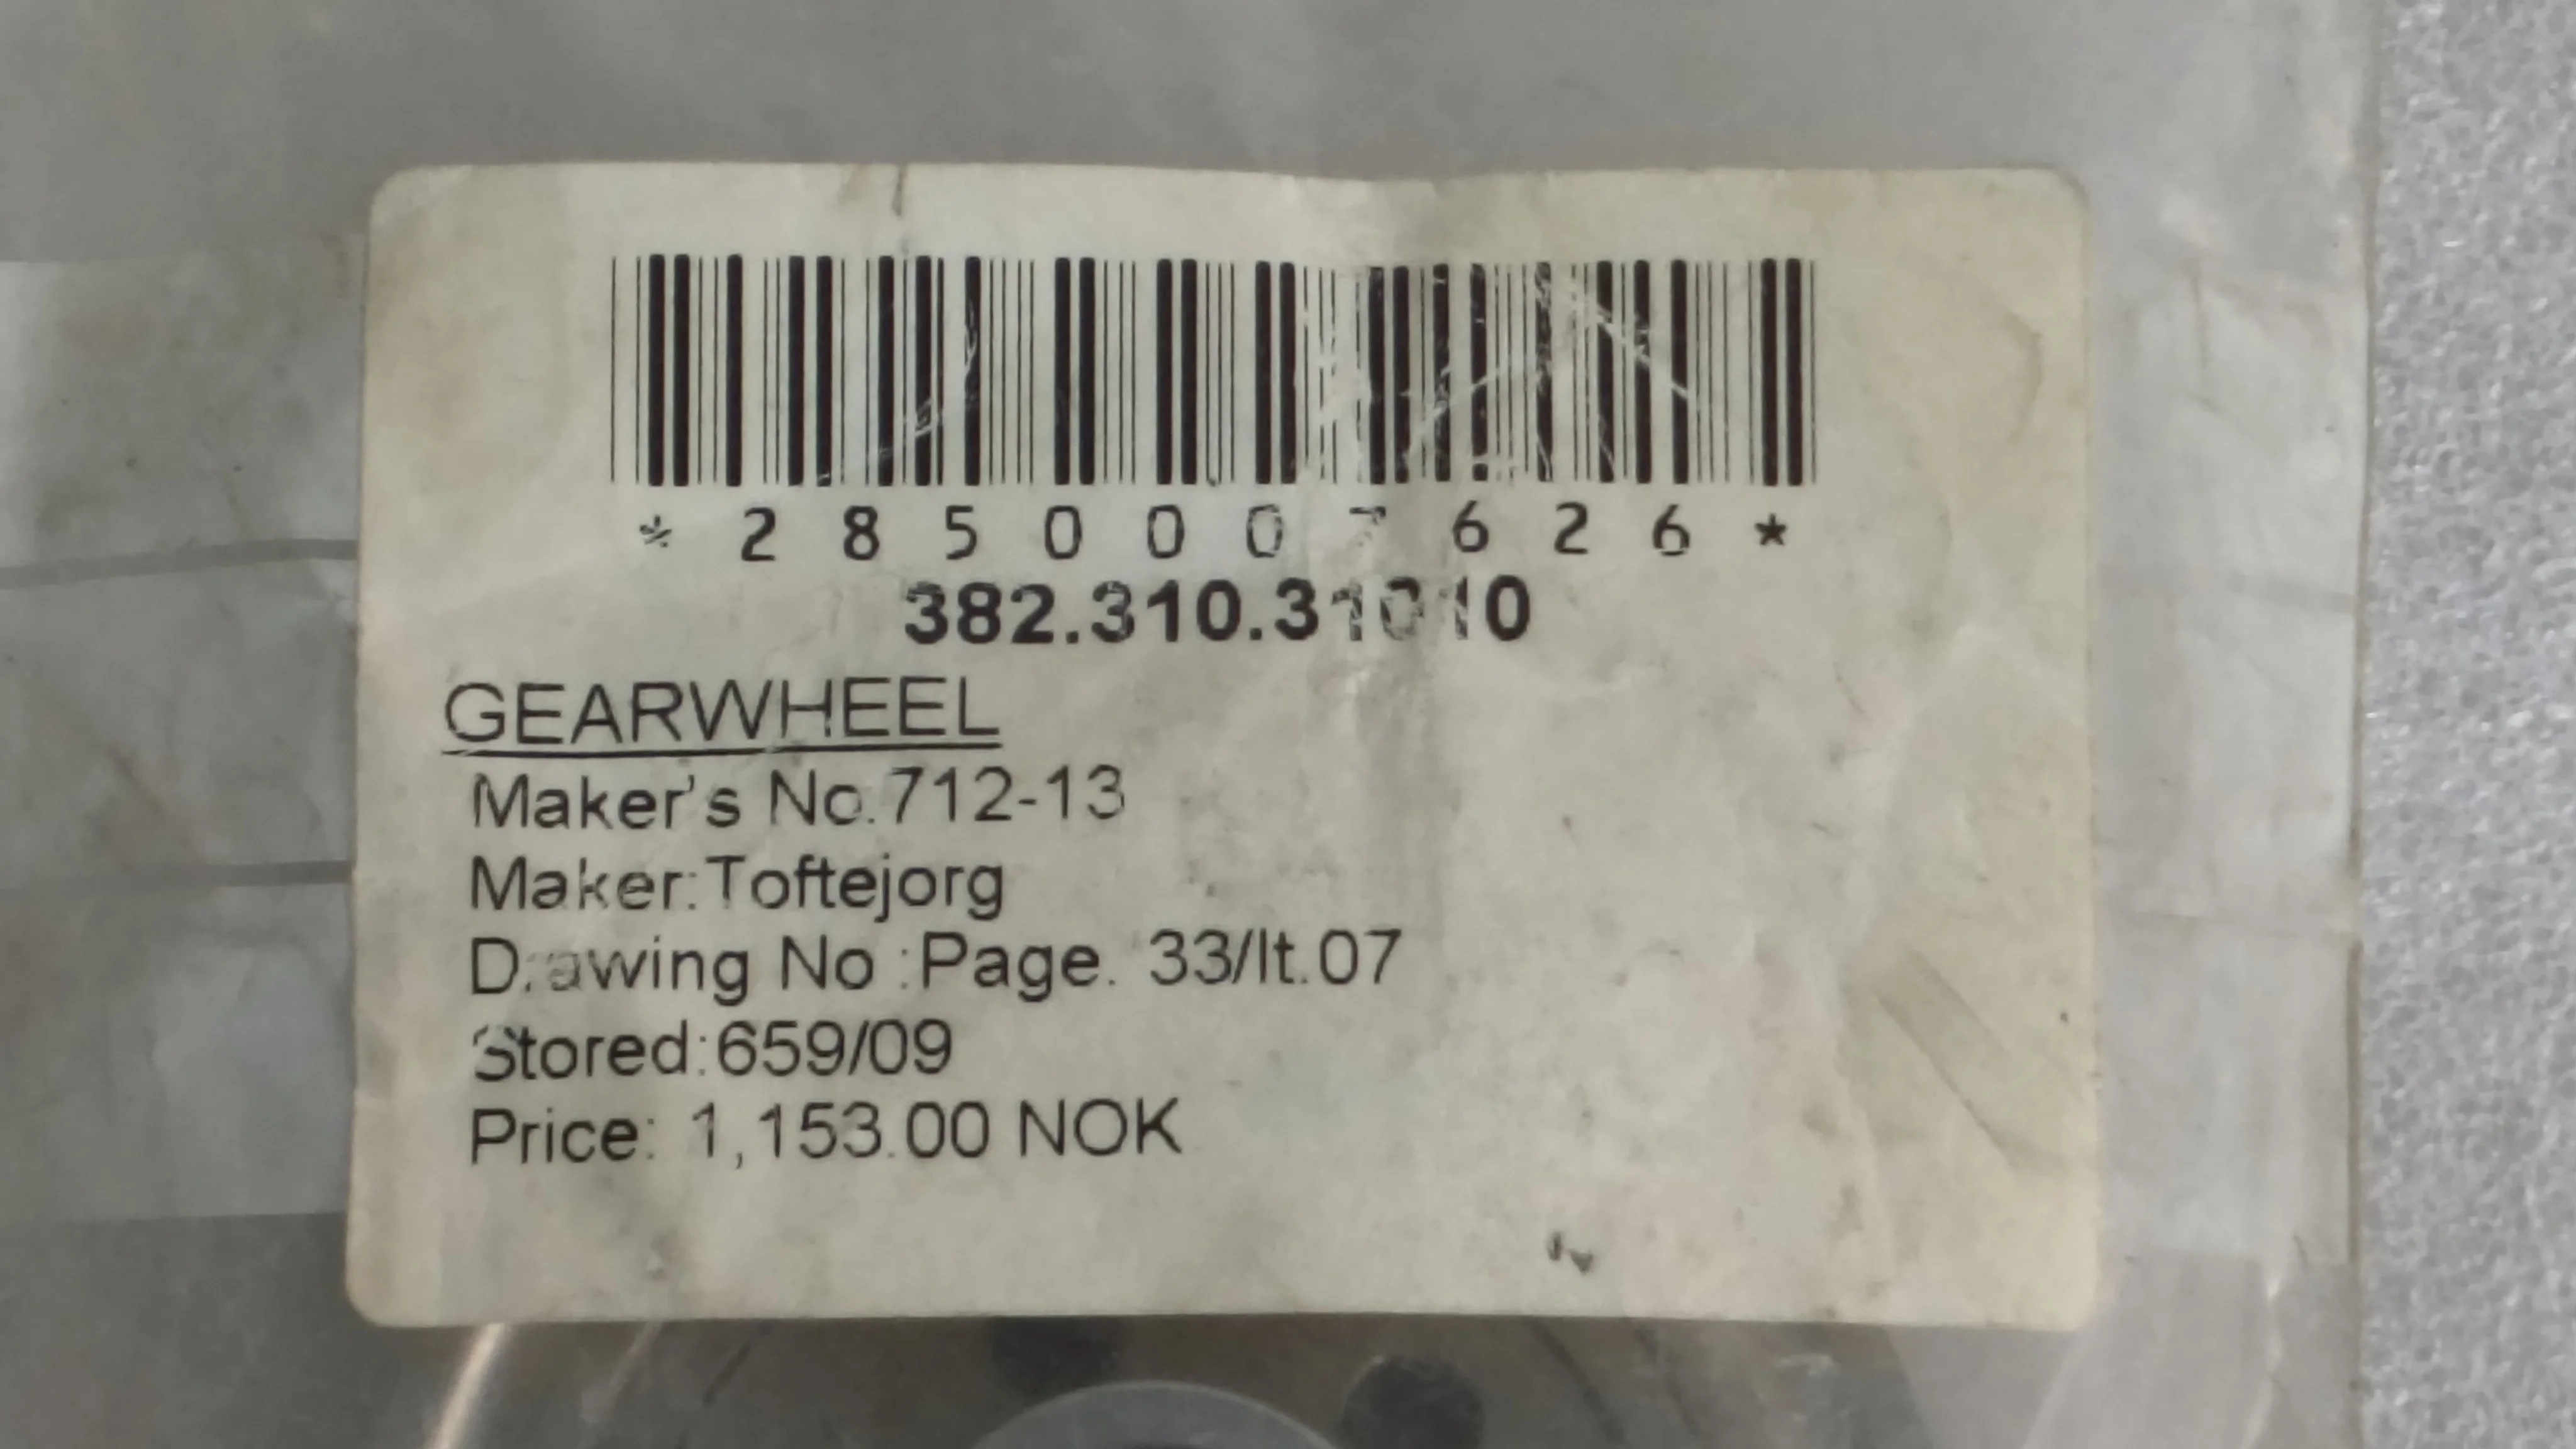 *2850007626*
382.310.31010
GEARWHEEL
Maker's No.712-13
Maker:Toftejorg
Drawing No.:Page. 33/It.07
Stored:659/09
Price: 1,153.00 NOK